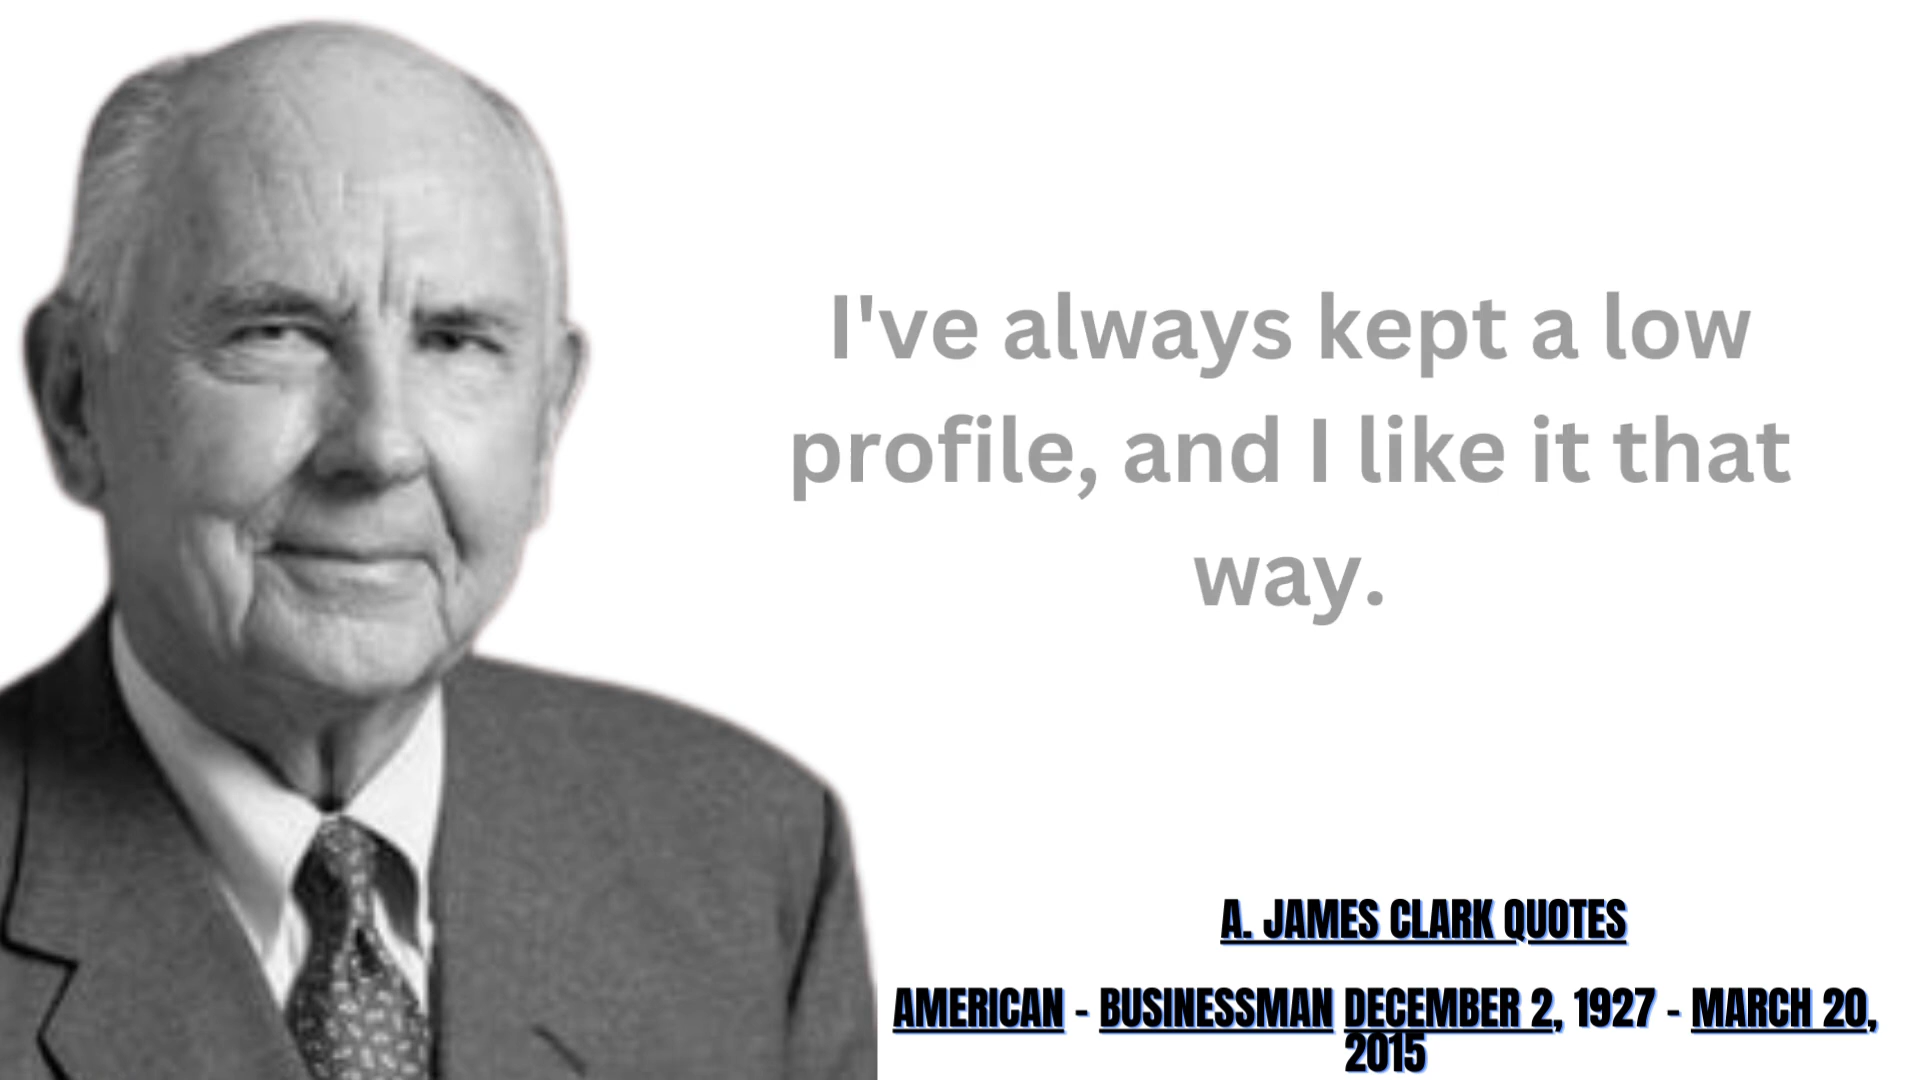 I've always kept a low
profile, and I like it that
way.
A. JAMES CLARK QUOTES
AMERICAN - BUSINESSMAN DECEMBER 2, 1927 - MARCH 20,
2015